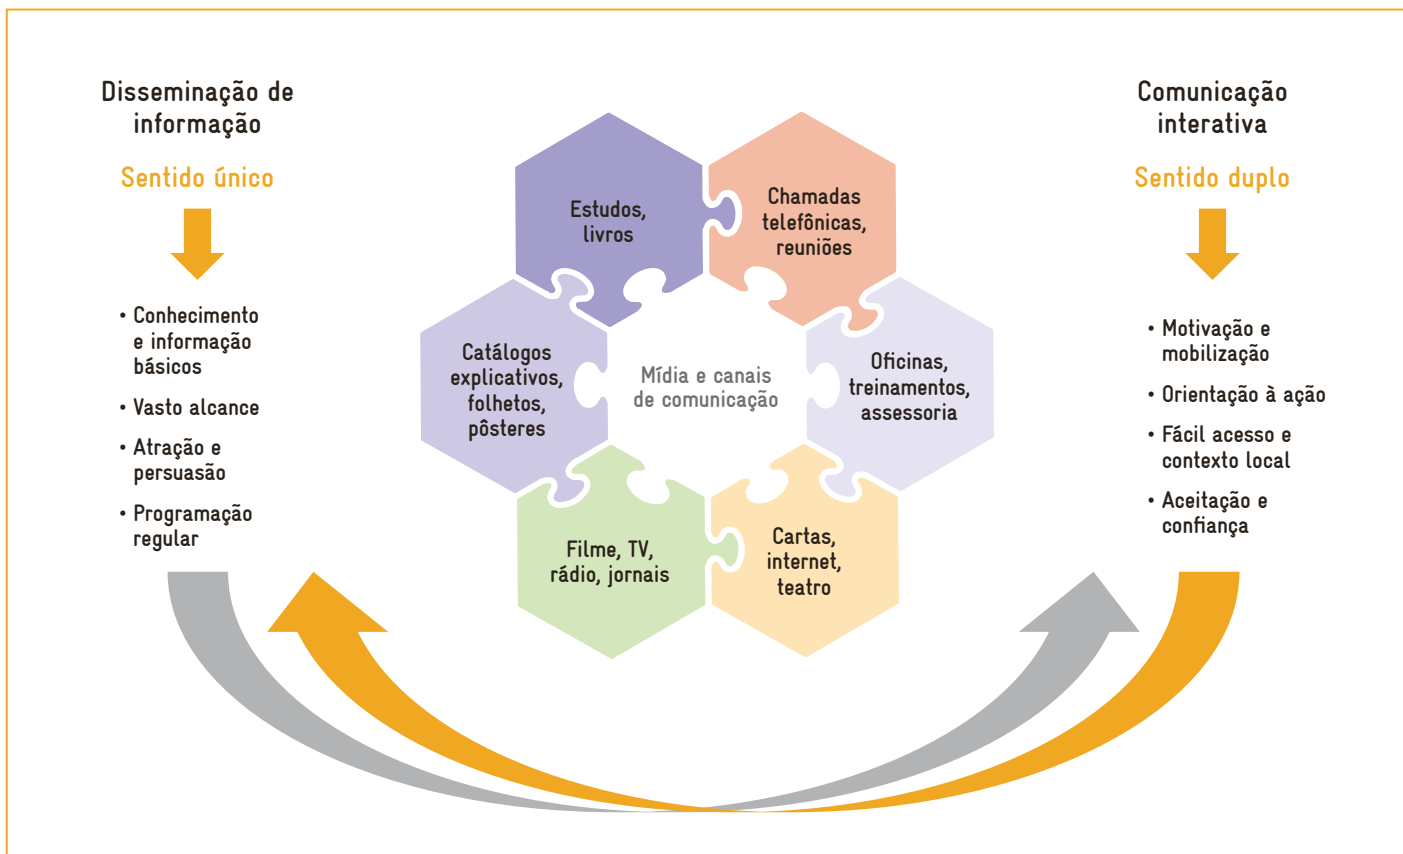 Disseminação de
informação
Sentido único
• Conhecimento
e informação
básicos
• Vasto alcance
• Atração e
persuasão
• Programação
regular
Estudos,
livros
Chamadas
telefônicas,
reuniões
Catálogos
explicativos,
folhetos,
pôsteres
Mídia e canais
de comunicação
Oficinas,
treinamentos,
assessoria
Filme, TV,
rádio, jornais
Cartas,
internet,
teatro
Comunicação
interativa
Sentido duplo
• Motivação e
mobilização
• Orientação à ação
• Fácil acesso e
contexto local
• Aceitação e
confiança